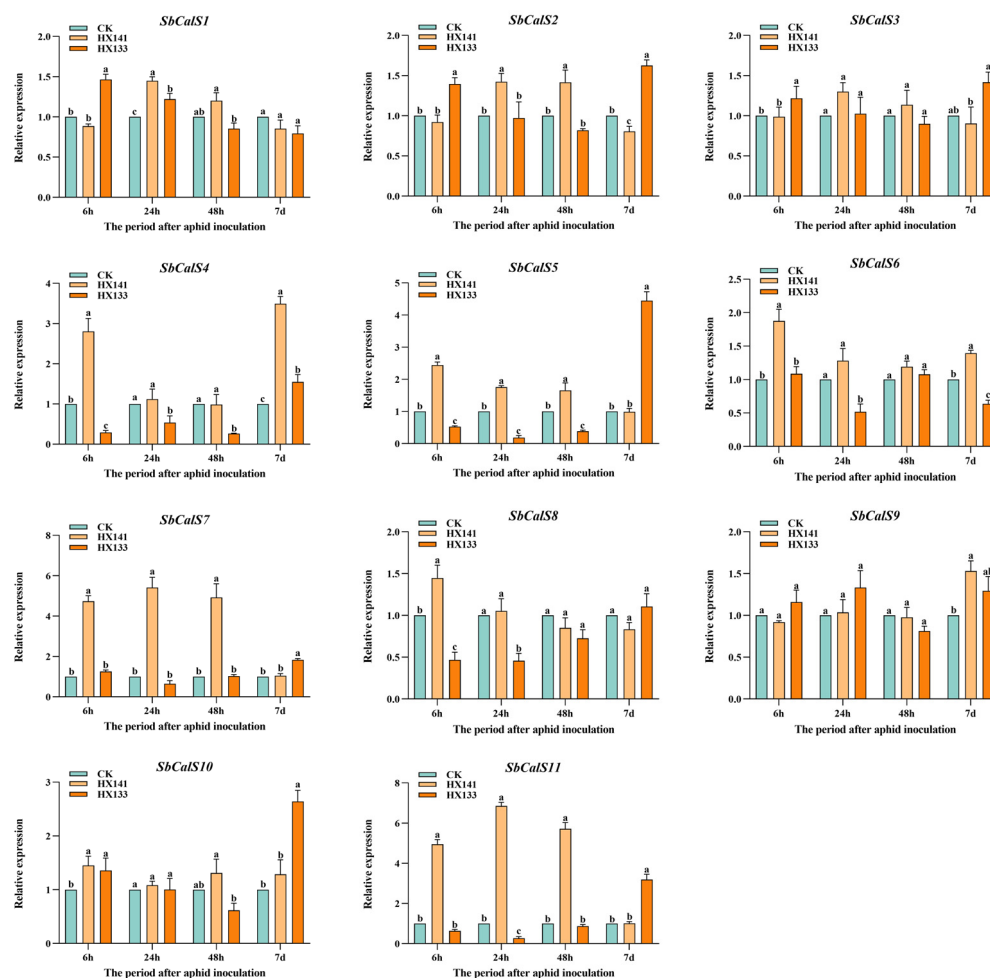 SbCalS1
CK
HX141
HX133
Relative expression
2.0
1.5
1.0
0.5
0.0
b b a c a b ab a b a a a
6h 24h 48h 7d
The period after aphid inoculation
SbCalS2
CK
HX141
HX133
Relative expression
2.0
1.5
1.0
0.5
0.0
b b a b a b b a b b c a
6h 24h 48h 7d
The period after aphid inoculation
SbCalS3
CK
HX141
HX133
Relative expression
2.0
1.5
1.0
0.5
0.0
b b a a a a a a a ab b a
6h 24h 48h 7d
The period after aphid inoculation
SbCalS4
CK
HX141
HX133
Relative expression
4
3
2
1
0
b a c a a b a a b c a b
6h 24h 48h 7d
The period after aphid inoculation
SbCalS5
CK
HX141
HX133
Relative expression
5
4
3
2
1
0
b a c b a c b a c b b a
6h 24h 48h 7d
The period after aphid inoculation
SbCalS6
CK
HX141
HX133
Relative expression
2.5
2.0
1.5
1.0
0.5
0.0
b a b a a b a a a b a c
6h 24h 48h 7d
The period after aphid inoculation
SbCalS7
CK
HX141
HX133
Relative expression
8
6
4
2
0
b a b b a b b a b b b a
6h 24h 48h 7d
The period after aphid inoculation
SbCalS8
CK
HX141
HX133
Relative expression
2.0
1.5
1.0
0.5
0.0
b a c a a b a a a a a a
6h 24h 48h 7d
The period after aphid inoculation
SbCalS9
CK
HX141
HX133
Relative expression
2.0
1.5
1.0
0.5
0.0
a a a a a a a a a b a ab
6h 24h 48h 7d
The period after aphid inoculation
SbCalS10
CK
HX141
HX133
Relative expression
3
2
1
0
b a a a a a ab a b b b a
6h 24h 48h 7d
The period after aphid inoculation
SbCalS11
CK
HX141
HX133
Relative expression
8
6
4
2
0
b a b b a c b a b b b a
6h 24h 48h 7d
The period after aphid inoculation